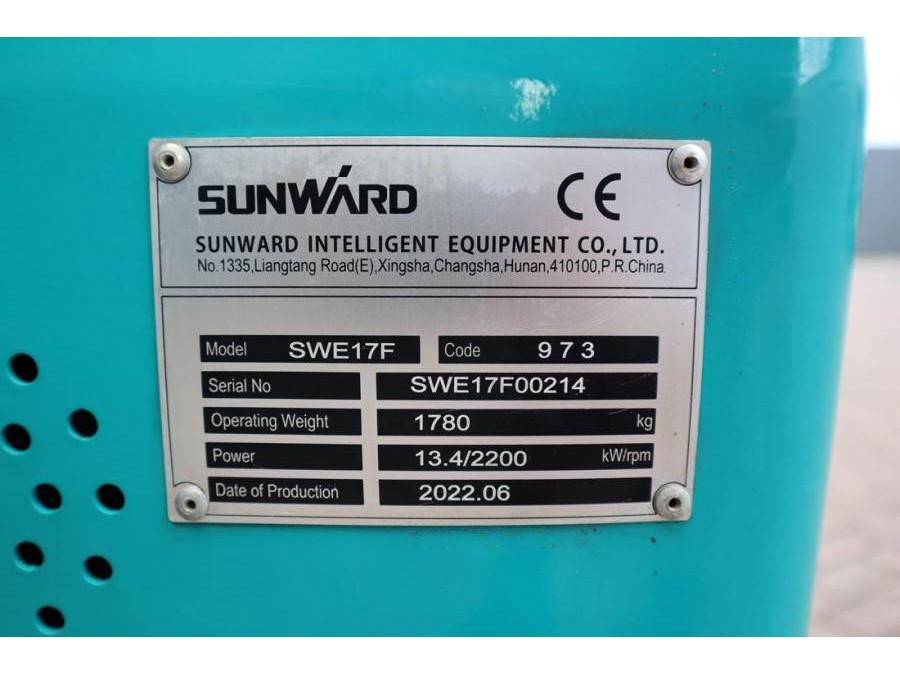 SUNWARD CE
SUNWARD INTELLIGENT EQUIPMENT CO., LTD.
No.1335,Liangtang Road(E),Xingsha,Changsha,Hunan,410100,P.R.China
Model SWE17F Code 973
Serial No SWE17F00214
Operating Weight 1780 kg
Power 13.4/2200 kW/rpm
Date of Production 2022.06